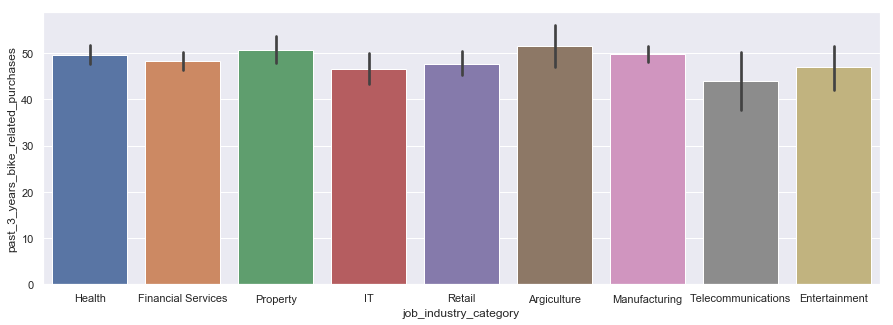 past_3_years_bike_related_purchases
50
40
30
20
10
0
Health Financial Services Property IT Retail Argiculture Manufacturing Telecommunications Entertainment
job_industry_category